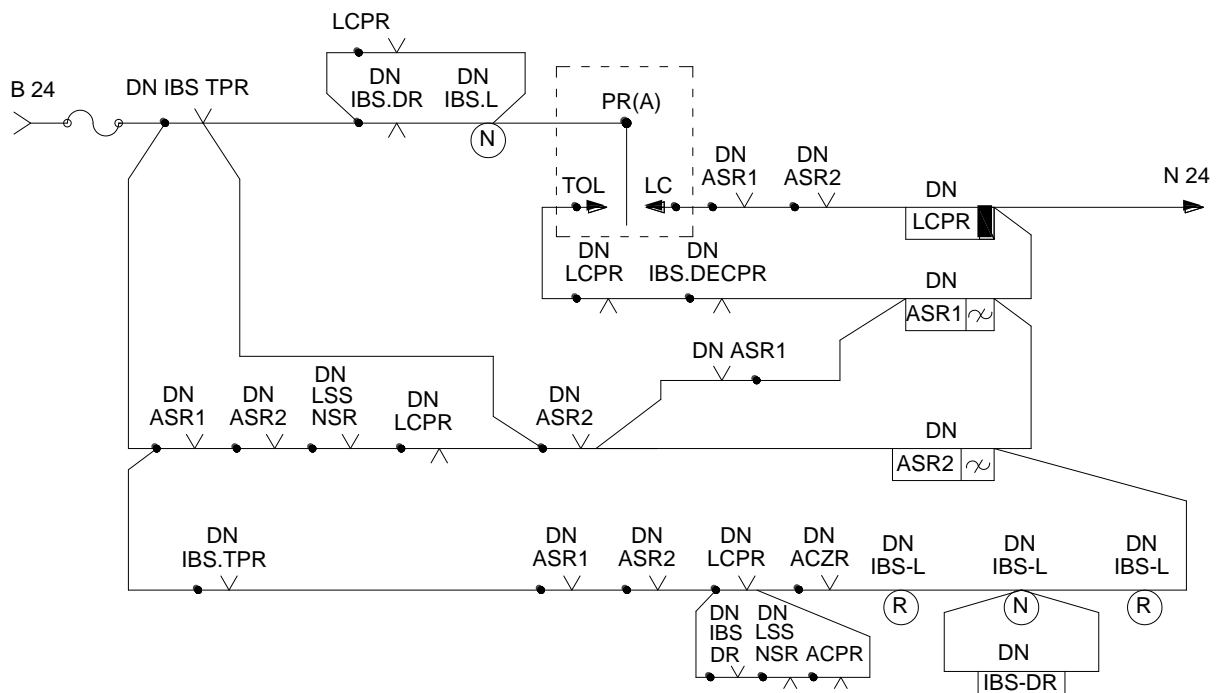 LCPR
B 24
DN IBS TPR
DN
IBS.DR
DN
IBS.L
N
PR(A)
TOL
LC
DN
ASR1
DN
ASR2
DN
LCPR
N 24
DN
LCPR
DN
IBS.DECPR
DN
ASR1
DN ASR1
DN
ASR1
DN
ASR2
DN
LSS
NSR
DN
LCPR
DN
ASR2
DN
ASR2
DN
IBS.TPR
DN
ASR1
DN
ASR2
DN
LCPR
DN
ACZR
DN
IBS-L
R
DN
IBS-L
N
DN
IBS-L
R
DN
IBS
DR
DN
LSS
NSR
ACPR
DN
IBS-DR